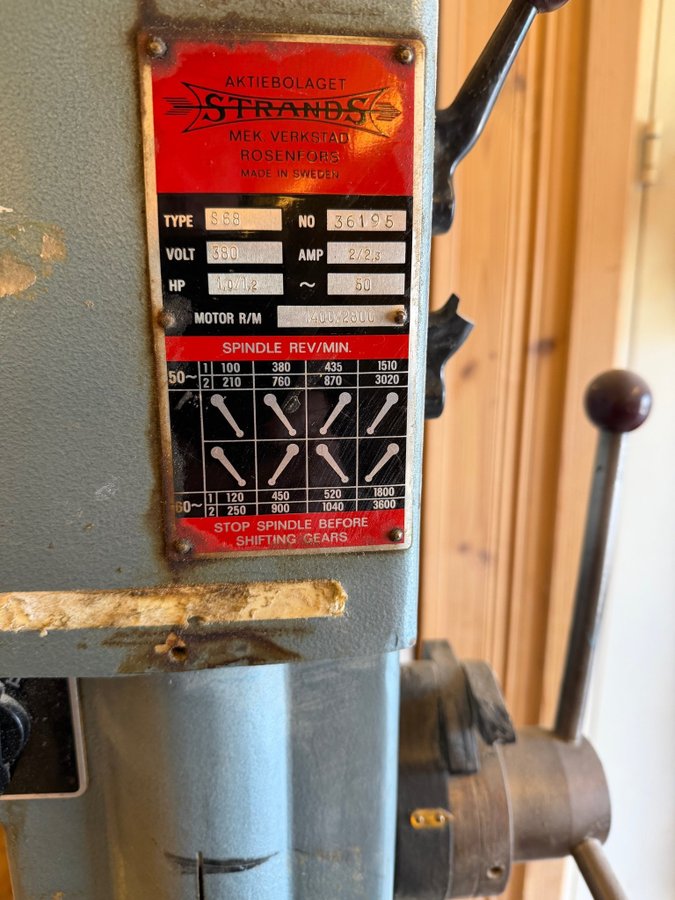 AKTIEBOLAGET
STRANDS
MEK. VERKSTAD
ROSENFORS
MADE IN SWEDEN
TYPE S68 NO 36195
VOLT 380 AMP 2/2,3
HP 1,0/1,2 ~ 50
MOTOR R/M 1400/2800
SPINDLE REV/MIN.
50~ 1 100 380 435 1510
2 210 760 870 3020
60~ 1 120 450 520 1800
2 250 900 1040 3600
STOP SPINDLE BEFORE
SHIFTING GEARS